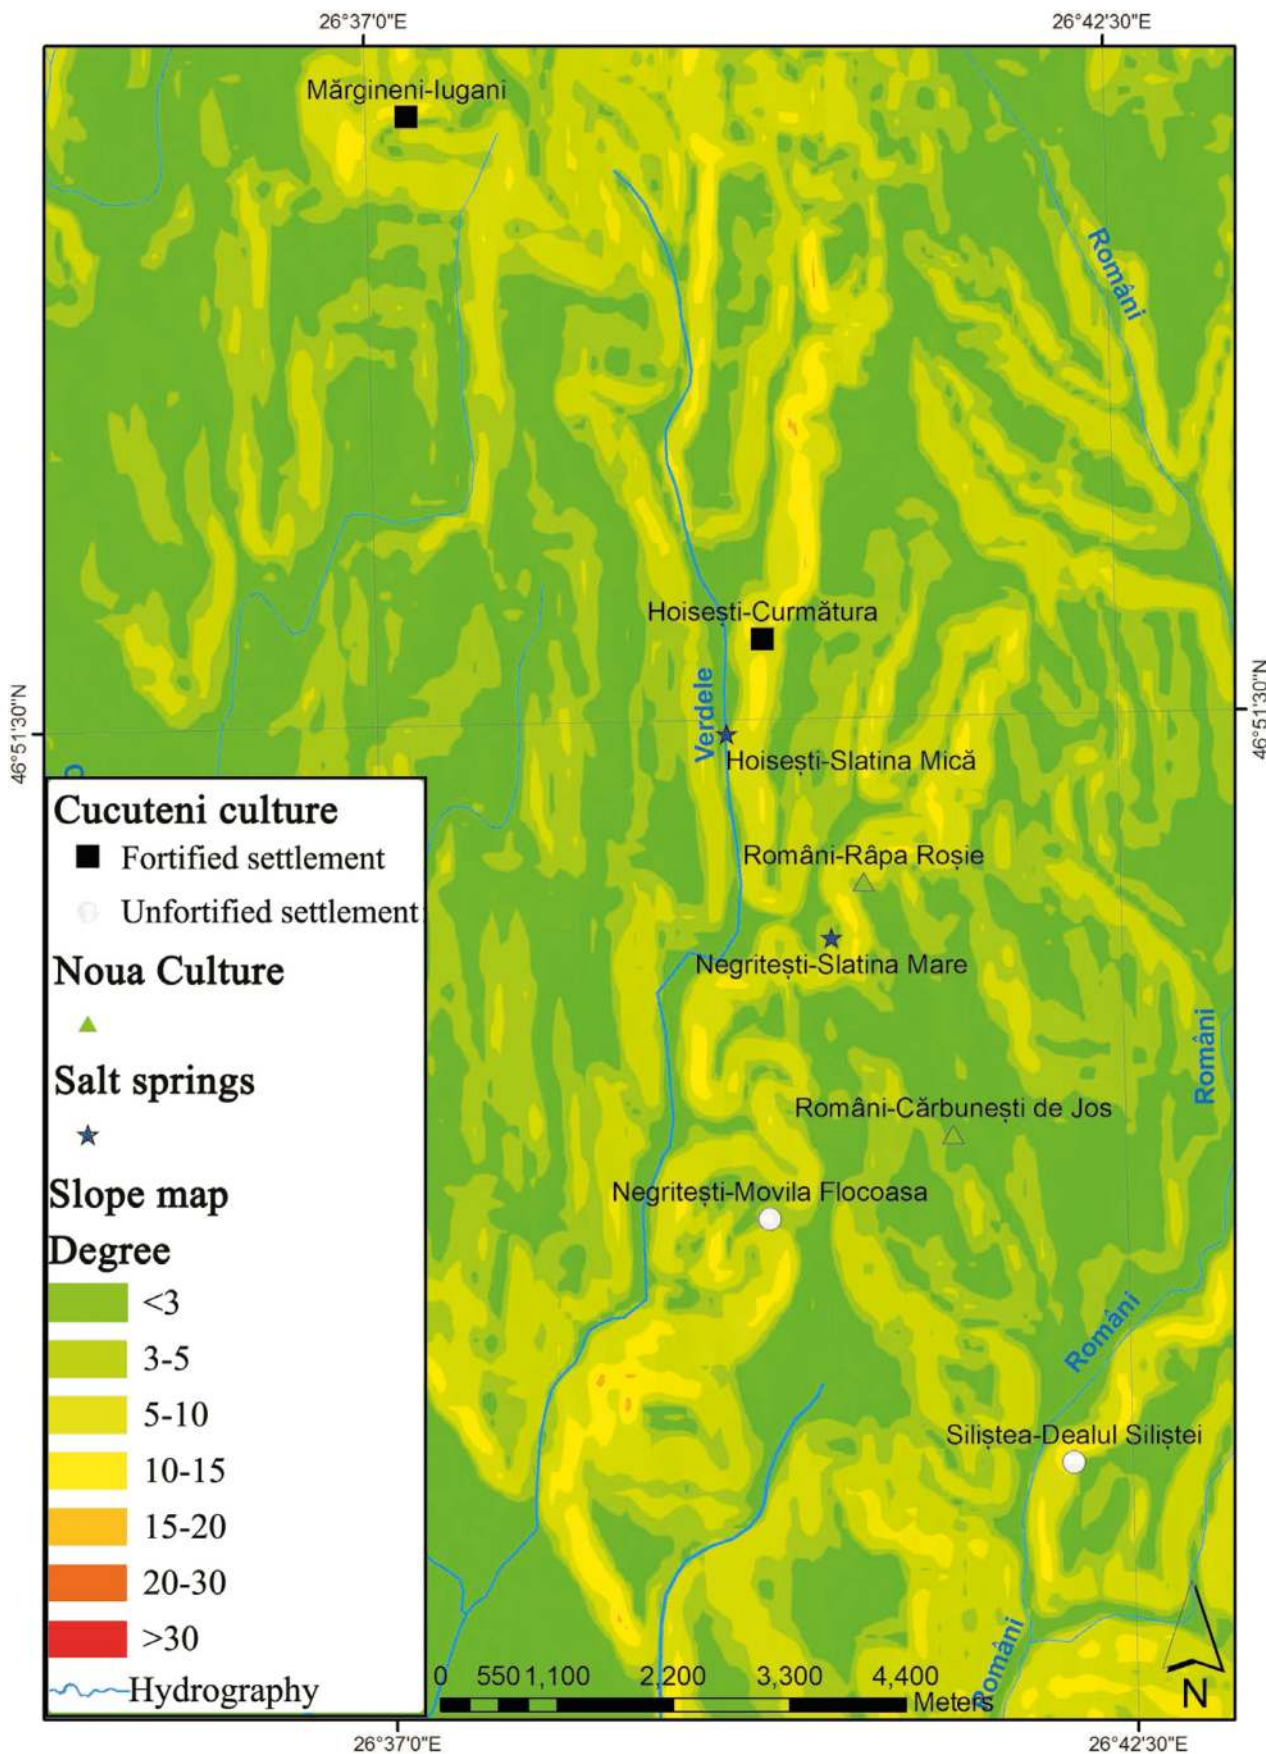 26°37'0"E
26°42'30"E
Mărgineni-Iugani
Români
Hoisești-Curmătura
Verdele
46°51'30"N
46°51'30"N
Hoisești-Slatina Mică
Cucuteni culture
Fortified settlement
Unfortified settlement
Români-Râpa Roșie
Negritești-Slatina Mare
Noua Culture
Români
Salt springs
Români-Cărbunești de Jos
Slope map
Negritești-Movila Flocoasa
Degree
<3
Români
3-5
5-10
Siliștea-Dealul Siliștei
10-15
15-20
20-30
>30
Români
Hydrography
0 550 1,100 2,200 3,300 4,400
Meters
N
26°37'0"E
26°42'30"E